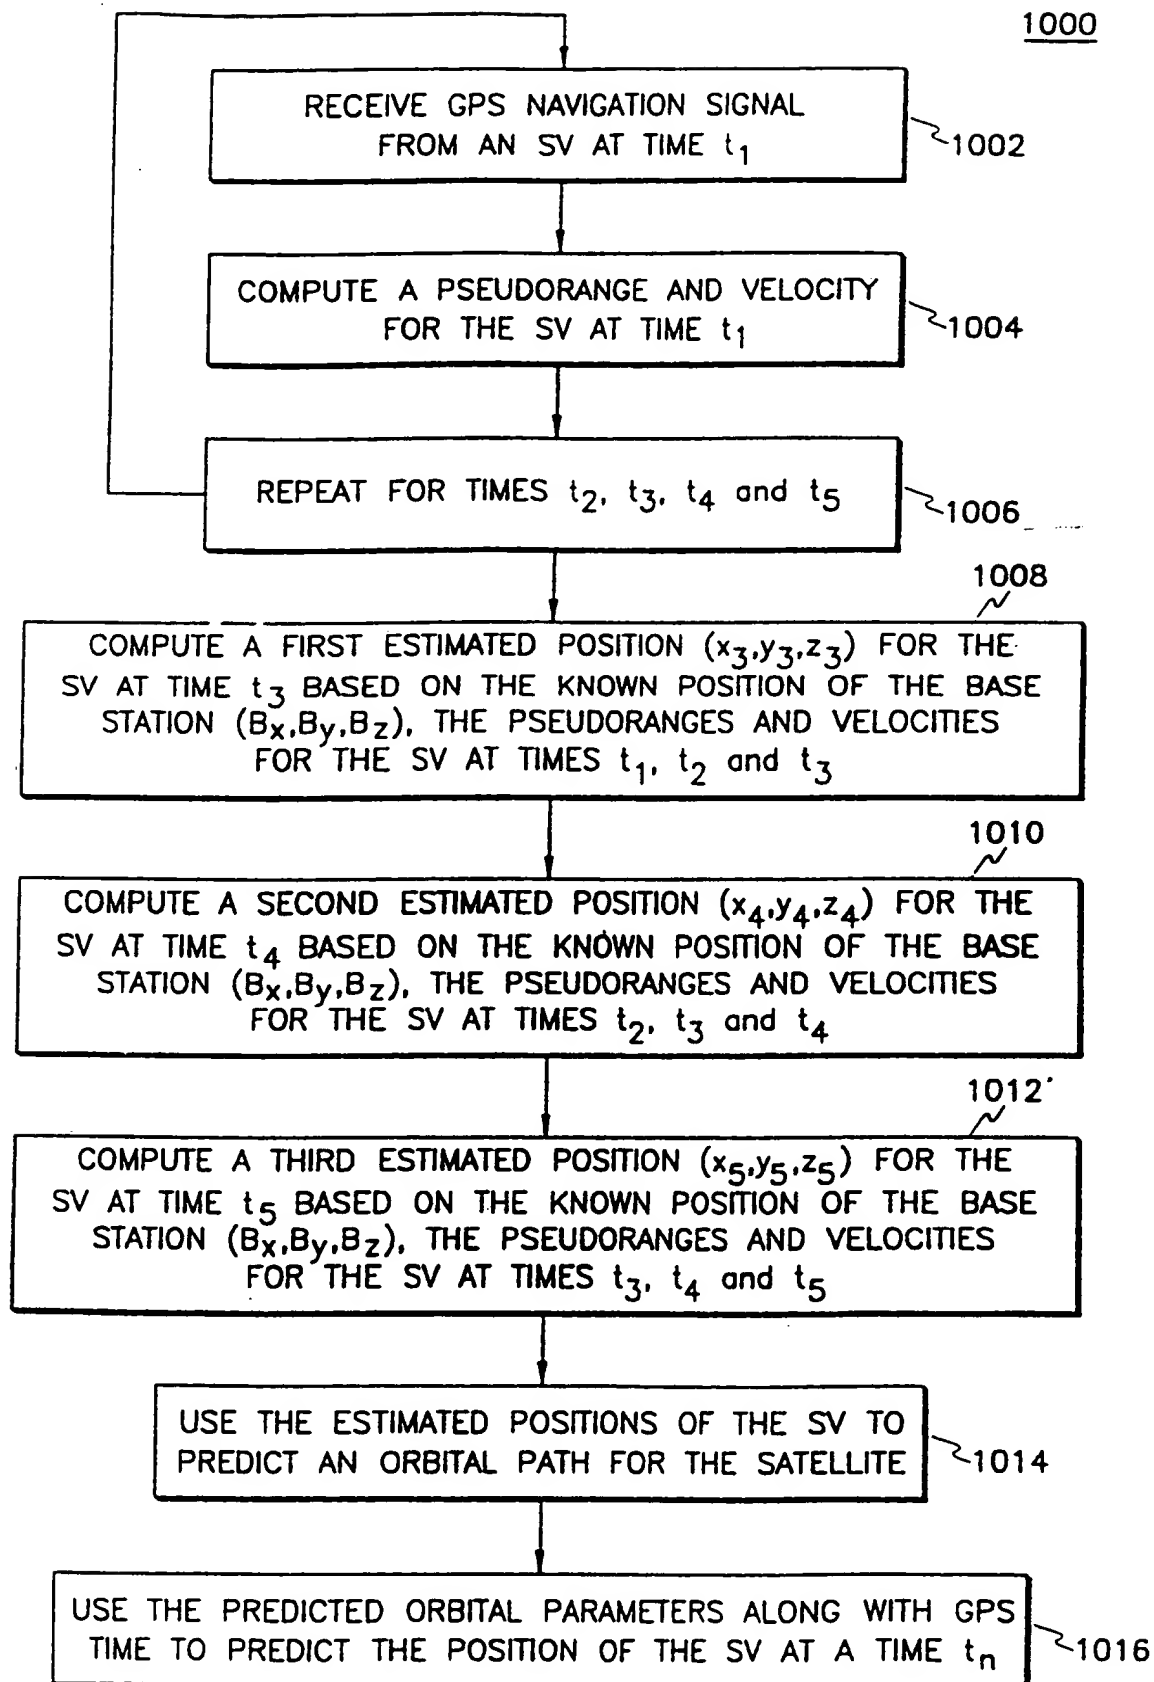 1000
RECEIVE GPS NAVIGATION SIGNAL
FROM AN SV AT TIME t₁
1002
COMPUTE A PSEUDORANGE AND VELOCITY
FOR THE SV AT TIME t₁
1004
REPEAT FOR TIMES t₂, t₃, t₄ and t₅
1006
1008
COMPUTE A FIRST ESTIMATED POSITION (x₃,y₃,z₃) FOR THE
SV AT TIME t₃ BASED ON THE KNOWN POSITION OF THE BASE
STATION (Bₓ,Bᵧ,B_z), THE PSEUDORANGES AND VELOCITIES
FOR THE SV AT TIMES t₁, t₂ and t₃
1010
COMPUTE A SECOND ESTIMATED POSITION (x₄,y₄,z₄) FOR THE
SV AT TIME t₄ BASED ON THE KNOWN POSITION OF THE BASE
STATION (Bₓ,Bᵧ,B_z), THE PSEUDORANGES AND VELOCITIES
FOR THE SV AT TIMES t₂, t₃ and t₄
1012
COMPUTE A THIRD ESTIMATED POSITION (x₅,y₅,z₅) FOR THE
SV AT TIME t₅ BASED ON THE KNOWN POSITION OF THE BASE
STATION (Bₓ,Bᵧ,B_z), THE PSEUDORANGES AND VELOCITIES
FOR THE SV AT TIMES t₃, t₄ and t₅
USE THE ESTIMATED POSITIONS OF THE SV TO
PREDICT AN ORBITAL PATH FOR THE SATELLITE
1014
USE THE PREDICTED ORBITAL PARAMETERS ALONG WITH GPS
TIME TO PREDICT THE POSITION OF THE SV AT A TIME tₙ
1016